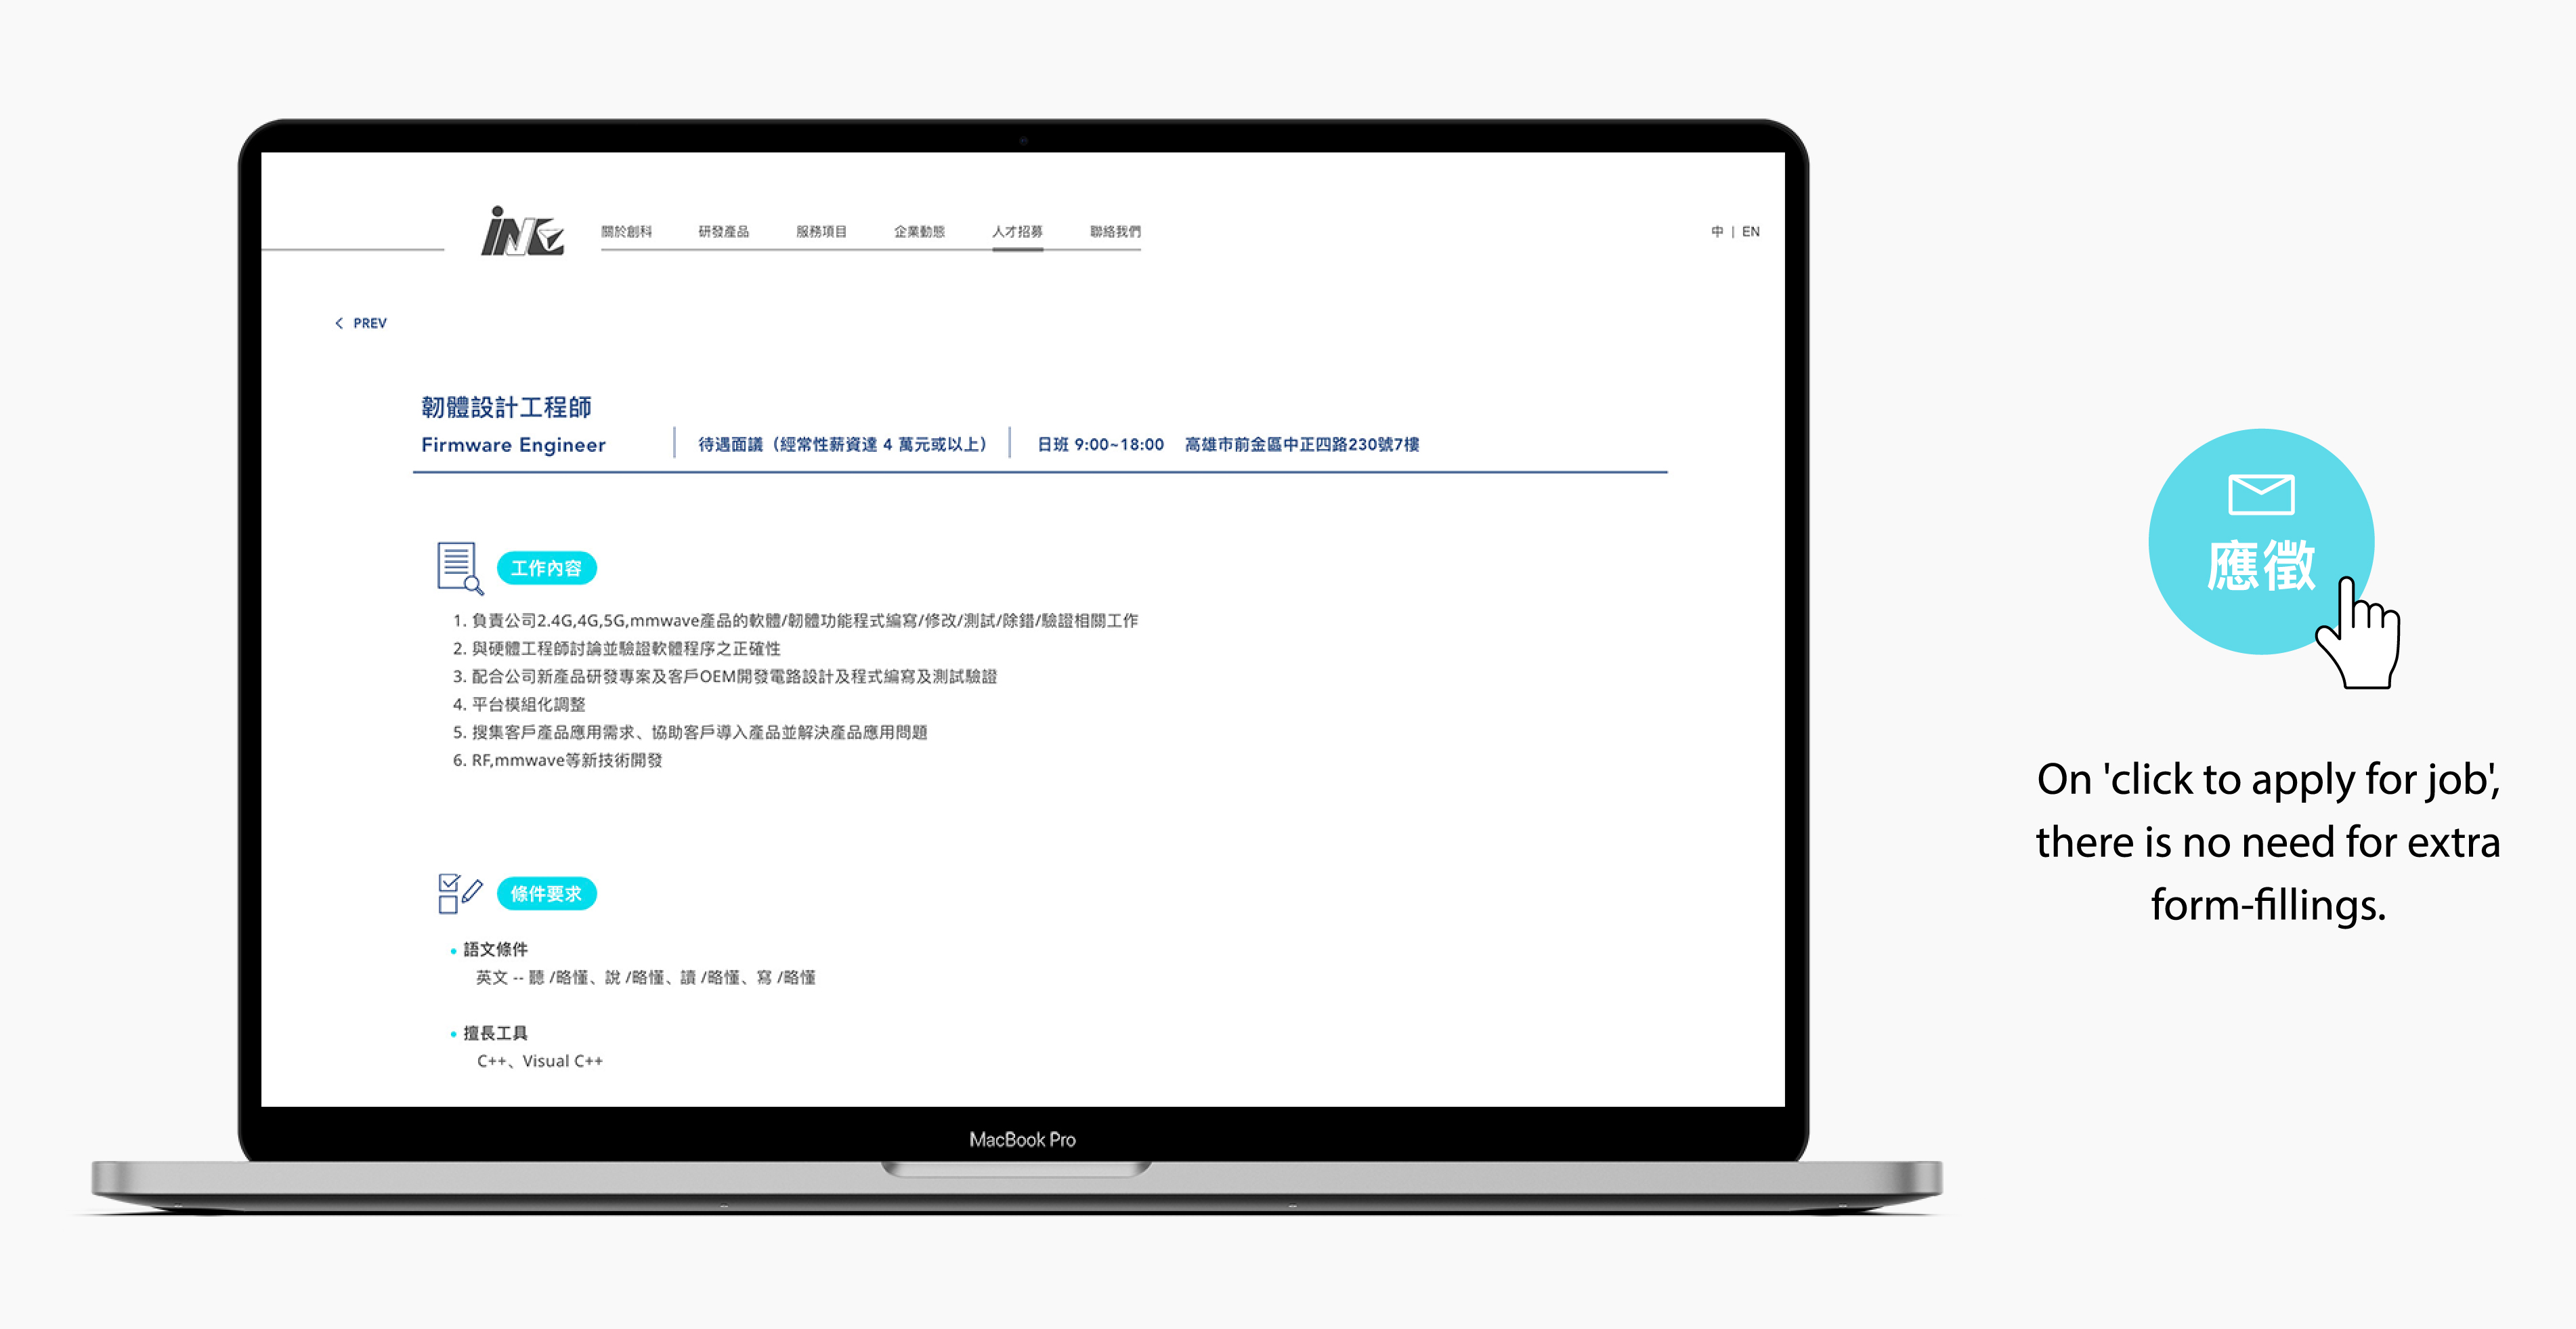 iNC
關於創科 研發產品 服務項目 企業動態 人才招募 聯絡我們
中 | EN
PREV
韌體設計工程師
Firmware Engineer 待遇面議（經常性薪資達 4 萬元或以上） 日班 9:00~18:00 高雄市前金區中正四路230號7樓
工作內容
1. 負責公司2.4G,4G,5G,mmwave產品的軟體/韌體功能程式編寫/修改/測試/除錯/驗證相關工作
2. 與硬體工程師討論並驗證軟體程序之正確性
3. 配合公司新產品研發專案及客戶OEM開發電路設計及程式編寫及測試驗證
4. 平台模組化調整
5. 搜集客戶產品應用需求、協助客戶導入產品並解決產品應用問題
6. RF,mmwave等新技術開發
條件要求
• 語文條件
英文 -- 聽 /略懂、說 /略懂、讀 /略懂、寫 /略懂
• 擅長工具
C++、Visual C++
MacBook Pro
應徵
On 'click to apply for job',
there is no need for extra
form-fillings.